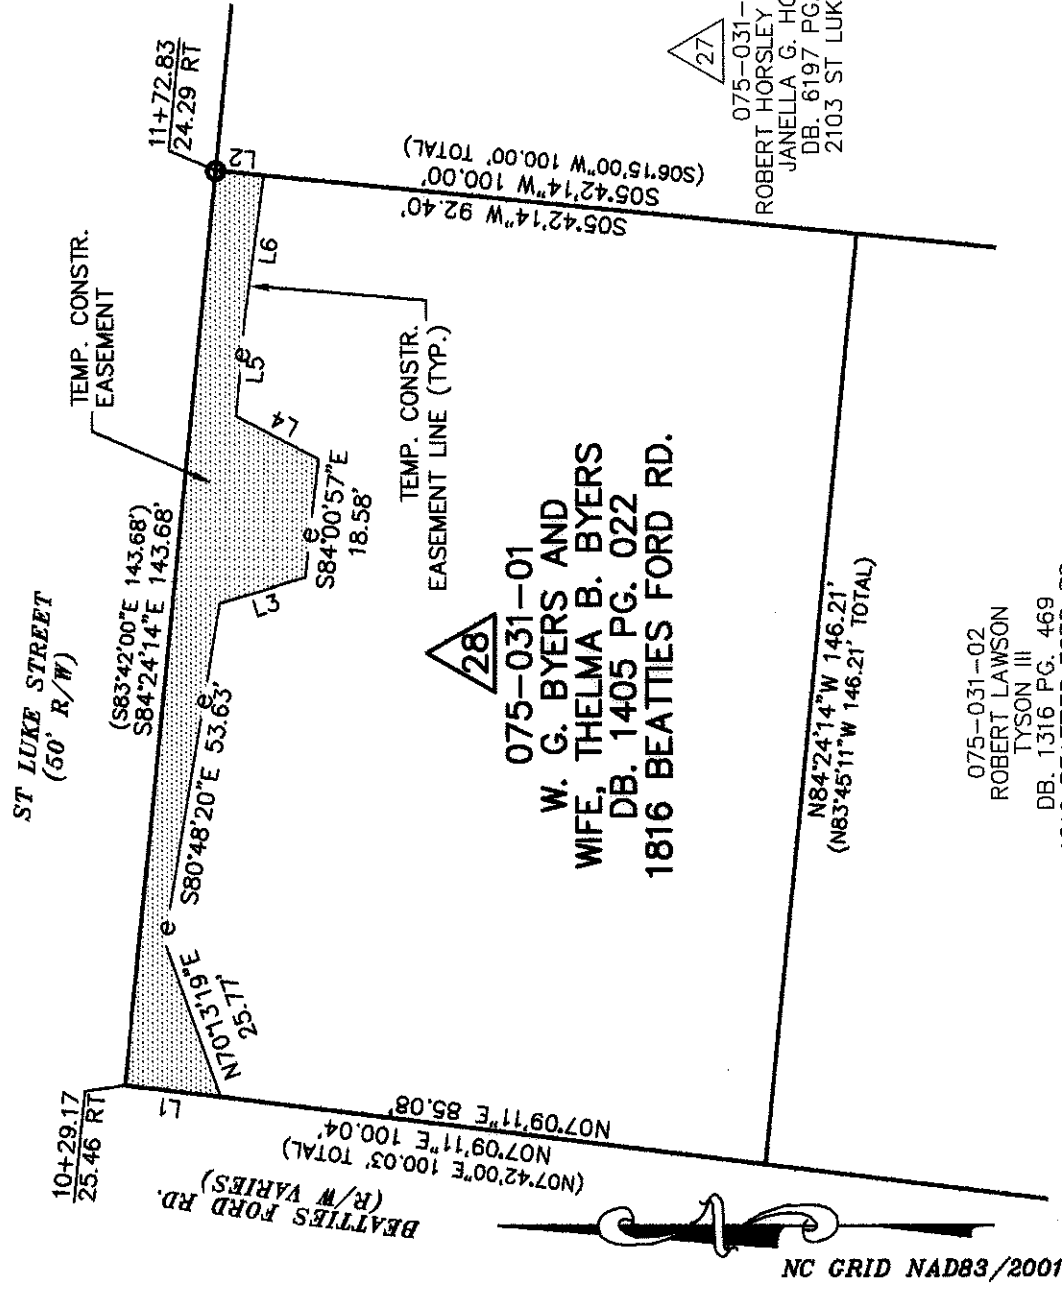 ST LUKE STREET
(50' R/W)
(S83°42'00"E 143.68')
S84°24'14"E 143.68'
TEMP. CONSTR.
EASEMENT
11+72.83
24.29 RT
10+29.17
25.46 RT
L1
N70°13'19"E
25.77'
e
S80°48'20"E 53.63'
e
L3
S84°00'57"E
18.58'
e
L4
L5
e
L6
L2
TEMP. CONSTR.
EASEMENT LINE (TYP.)
S05°42'14"W 92.40'
S05°42'14"W 100.00'
(S06°15'00"W 100.00' TOTAL)
27
075-031-
ROBERT HORSLEY
JANELLA G. HO
DB. 6197 PG.
2103 ST LUK
28
075-031-01
W. G. BYERS AND
WIFE, THELMA B. BYERS
DB. 1405 PG. 022
1816 BEATTIES FORD RD.
N07°09'11"E 85.08'
N07°09'11"E 100.04'
(N07°42'00"E 100.03' TOTAL)
BEATTIES FORD RD.
(R/W VARIES)
N84°24'14"W 146.21'
(N83°45'11"W 146.21' TOTAL)
075-031-02
ROBERT LAWSON
TYSON III
DB. 1316 PG. 469
NC GRID NAD83/2001